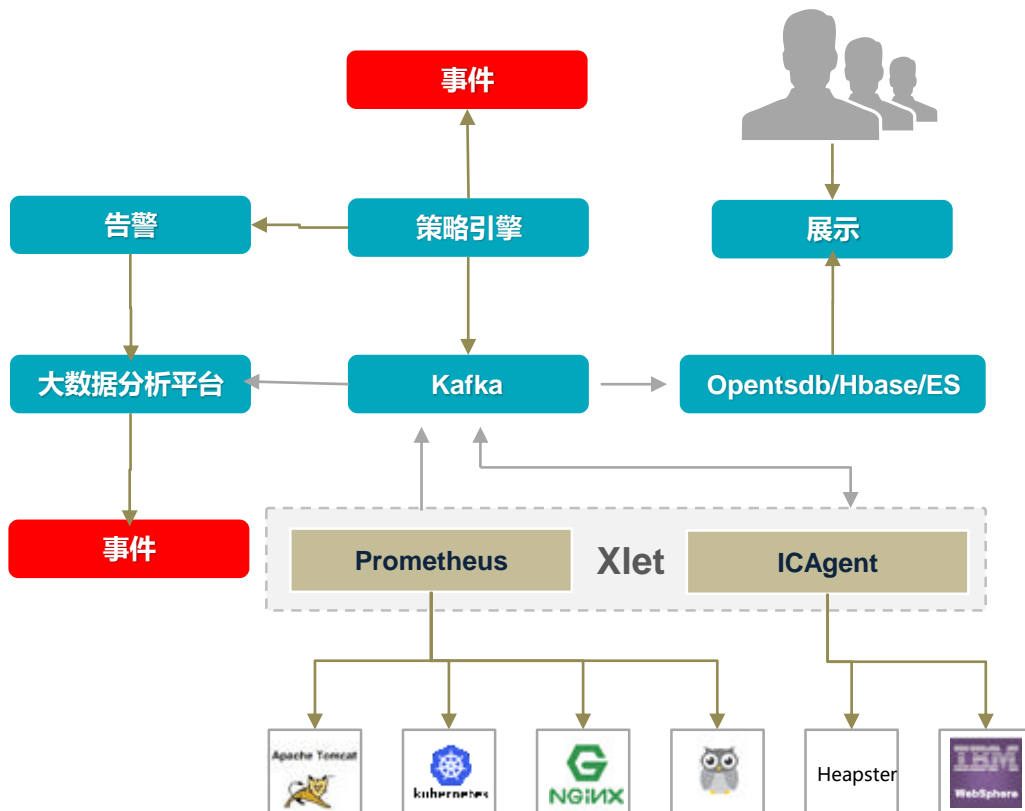 事件
告警
策略引擎
展示
大数据分析平台
Kafka
Opentsdb/Hbase/ES
事件
Prometheus
Xlet
ICAgent
Apache Tomcat
kubernetes
NGiNX
Heapster
IBM
WebSphere